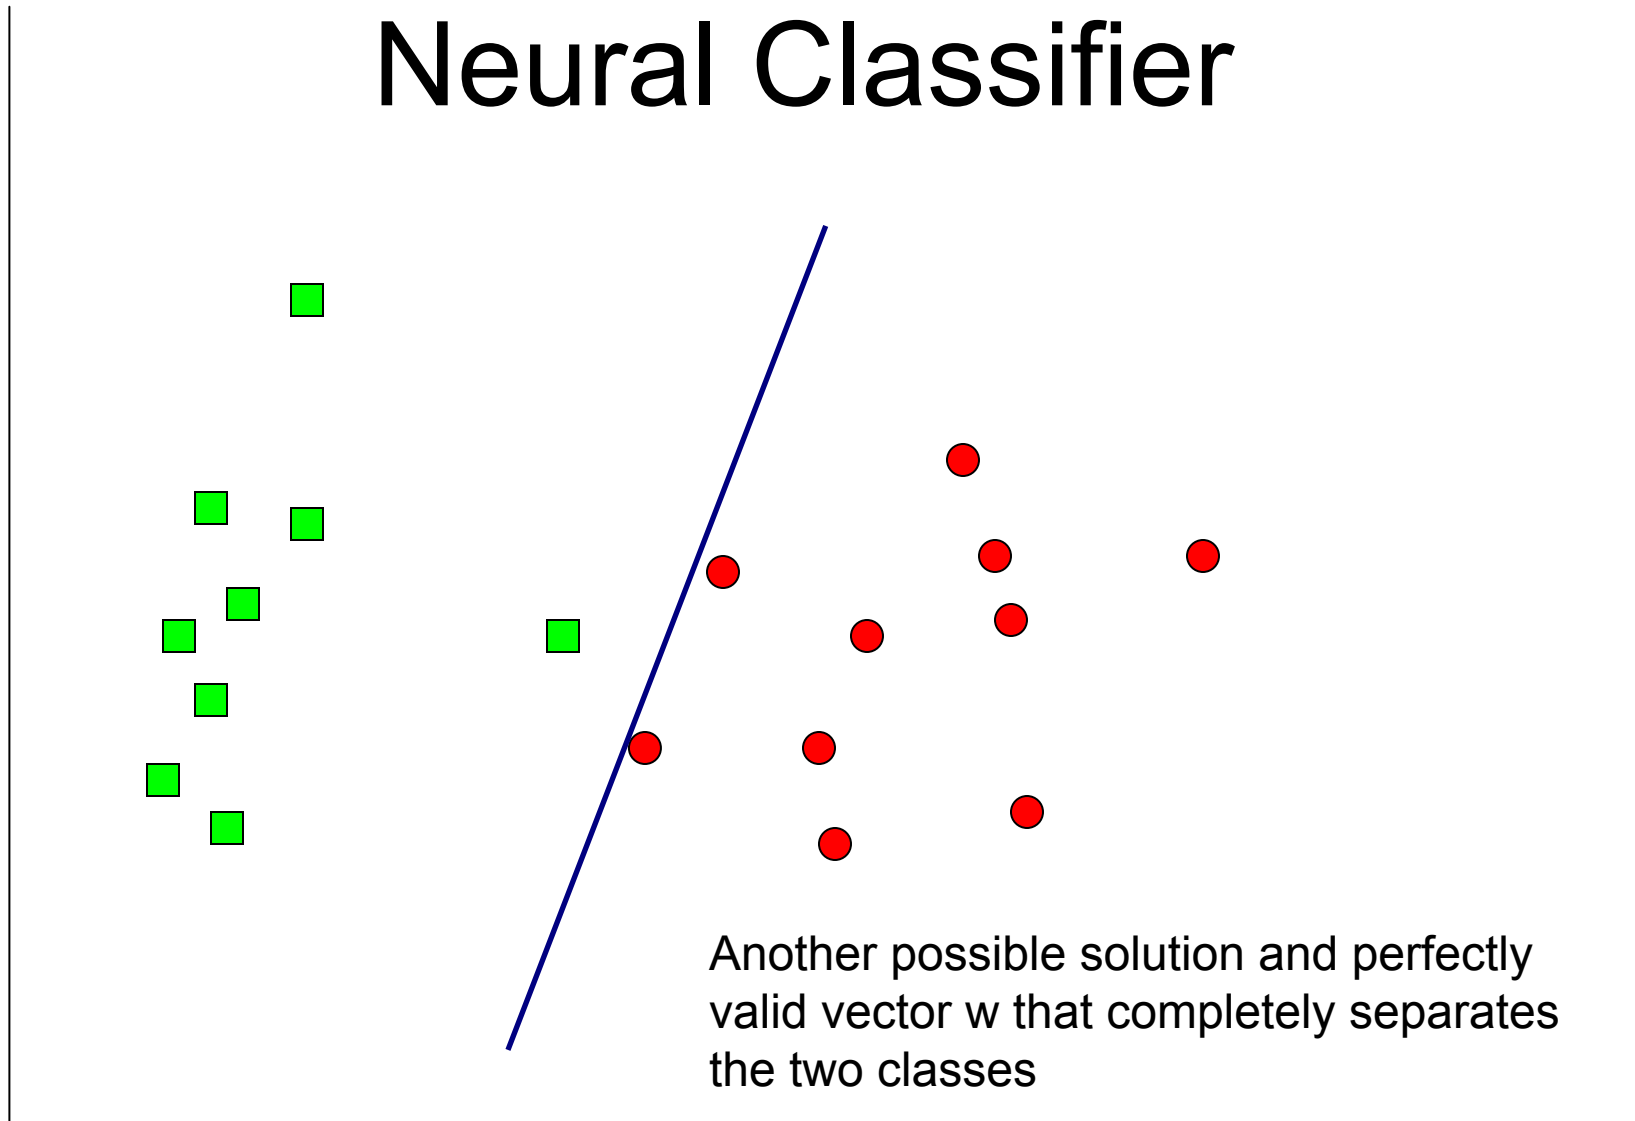 Neural Classifier
Another possible solution and perfectly
valid vector w that completely separates
the two classes